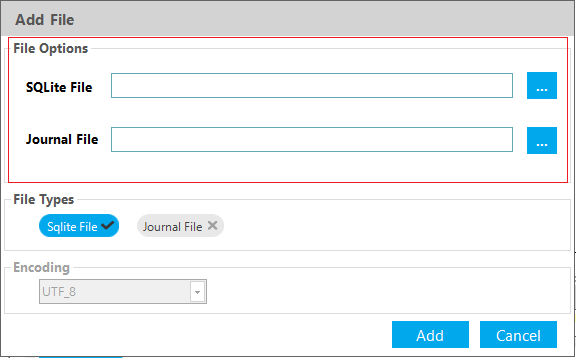 Add File
File Options
SQLite File
...
Journal File
...
File Types
Sqlite File
Journal File
Encoding
UTF_8
Add Cancel